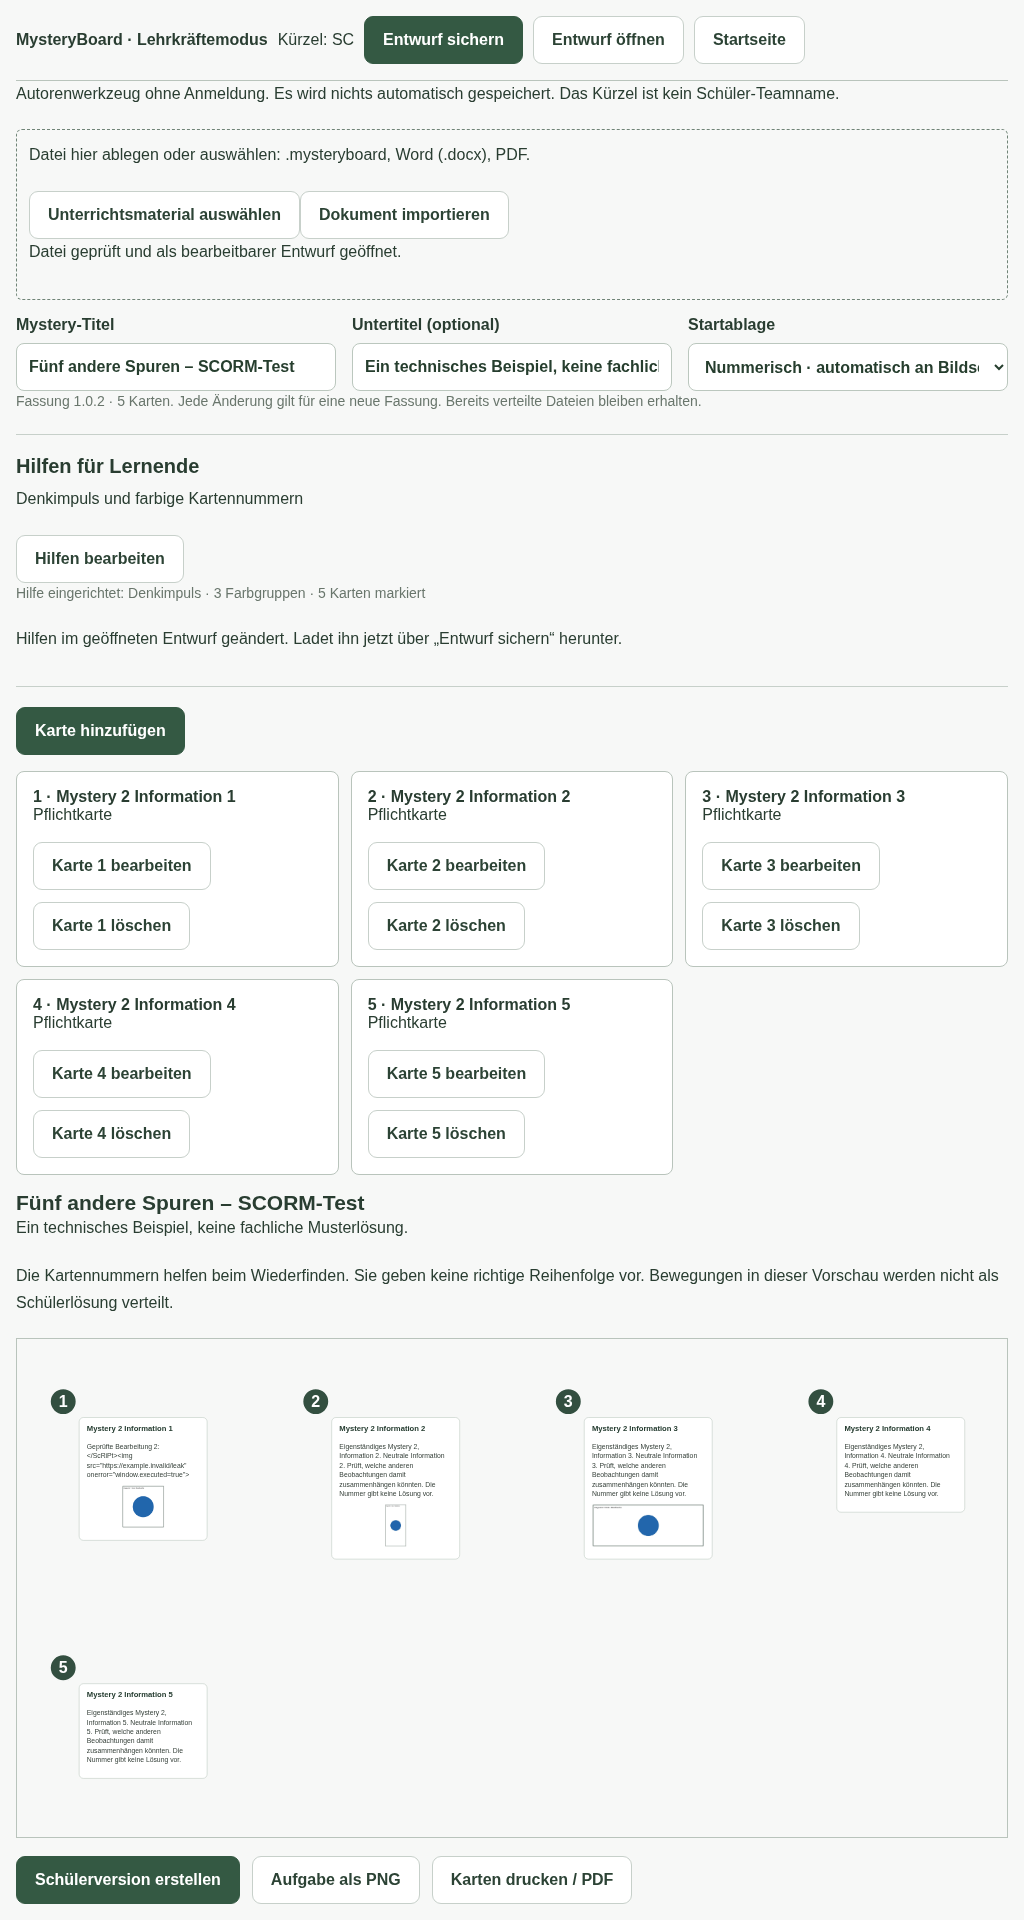 MysteryBoard · Lehrkräftemodus Kürzel: SC Entwurf sichern Entwurf öffnen Startseite
Autorenwerkzeug ohne Anmeldung. Es wird nichts automatisch gespeichert. Das Kürzel ist kein Schüler-Teamname.
Datei hier ablegen oder auswählen: .mysteryboard, Word (.docx), PDF.
Unterrichtsmaterial auswählen Dokument importieren
Datei geprüft und als bearbeitbarer Entwurf geöffnet.
Mystery-Titel Untertitel (optional) Startablage
Fünf andere Spuren – SCORM-Test Ein technisches Beispiel, keine fachlic Nummerisch · automatisch an Bildsc
Fassung 1.0.2 · 5 Karten. Jede Änderung gilt für eine neue Fassung. Bereits verteilte Dateien bleiben erhalten.
Hilfen für Lernende
Denkimpuls und farbige Kartennummern
Hilfen bearbeiten
Hilfe eingerichtet: Denkimpuls · 3 Farbgruppen · 5 Karten markiert
Hilfen im geöffneten Entwurf geändert. Ladet ihn jetzt über „Entwurf sichern“ herunter.
Karte hinzufügen
1 · Mystery 2 Information 1
Pflichtkarte
Karte 1 bearbeiten
Karte 1 löschen
2 · Mystery 2 Information 2
Pflichtkarte
Karte 2 bearbeiten
Karte 2 löschen
3 · Mystery 2 Information 3
Pflichtkarte
Karte 3 bearbeiten
Karte 3 löschen
4 · Mystery 2 Information 4
Pflichtkarte
Karte 4 bearbeiten
Karte 4 löschen
5 · Mystery 2 Information 5
Pflichtkarte
Karte 5 bearbeiten
Karte 5 löschen
Fünf andere Spuren – SCORM-Test
Ein technisches Beispiel, keine fachliche Musterlösung.
Die Kartennummern helfen beim Wiederfinden. Sie geben keine richtige Reihenfolge vor. Bewegungen in dieser Vorschau werden nicht als
Schülerlösung verteilt.
1
Mystery 2 Information 1
Geprüfte Bearbeitung 2:
</ScRiPt><img
src="https://example.invalid/leak"
onerror="window.executed=true">
2
Mystery 2 Information 2
Eigenständiges Mystery 2,
Information 2. Neutrale Information
2. Prüft, welche anderen
Beobachtungen damit
zusammenhängen könnten. Die
Nummer gibt keine Lösung vor.
3
Mystery 2 Information 3
Eigenständiges Mystery 2,
Information 3. Neutrale Information
3. Prüft, welche anderen
Beobachtungen damit
zusammenhängen könnten. Die
Nummer gibt keine Lösung vor.
4
Mystery 2 Information 4
Eigenständiges Mystery 2,
Information 4. Neutrale Information
4. Prüft, welche anderen
Beobachtungen damit
zusammenhängen könnten. Die
Nummer gibt keine Lösung vor.
5
Mystery 2 Information 5
Eigenständiges Mystery 2,
Information 5. Neutrale Information
5. Prüft, welche anderen
Beobachtungen damit
zusammenhängen könnten. Die
Nummer gibt keine Lösung vor.
Schülerversion erstellen Aufgabe als PNG Karten drucken / PDF